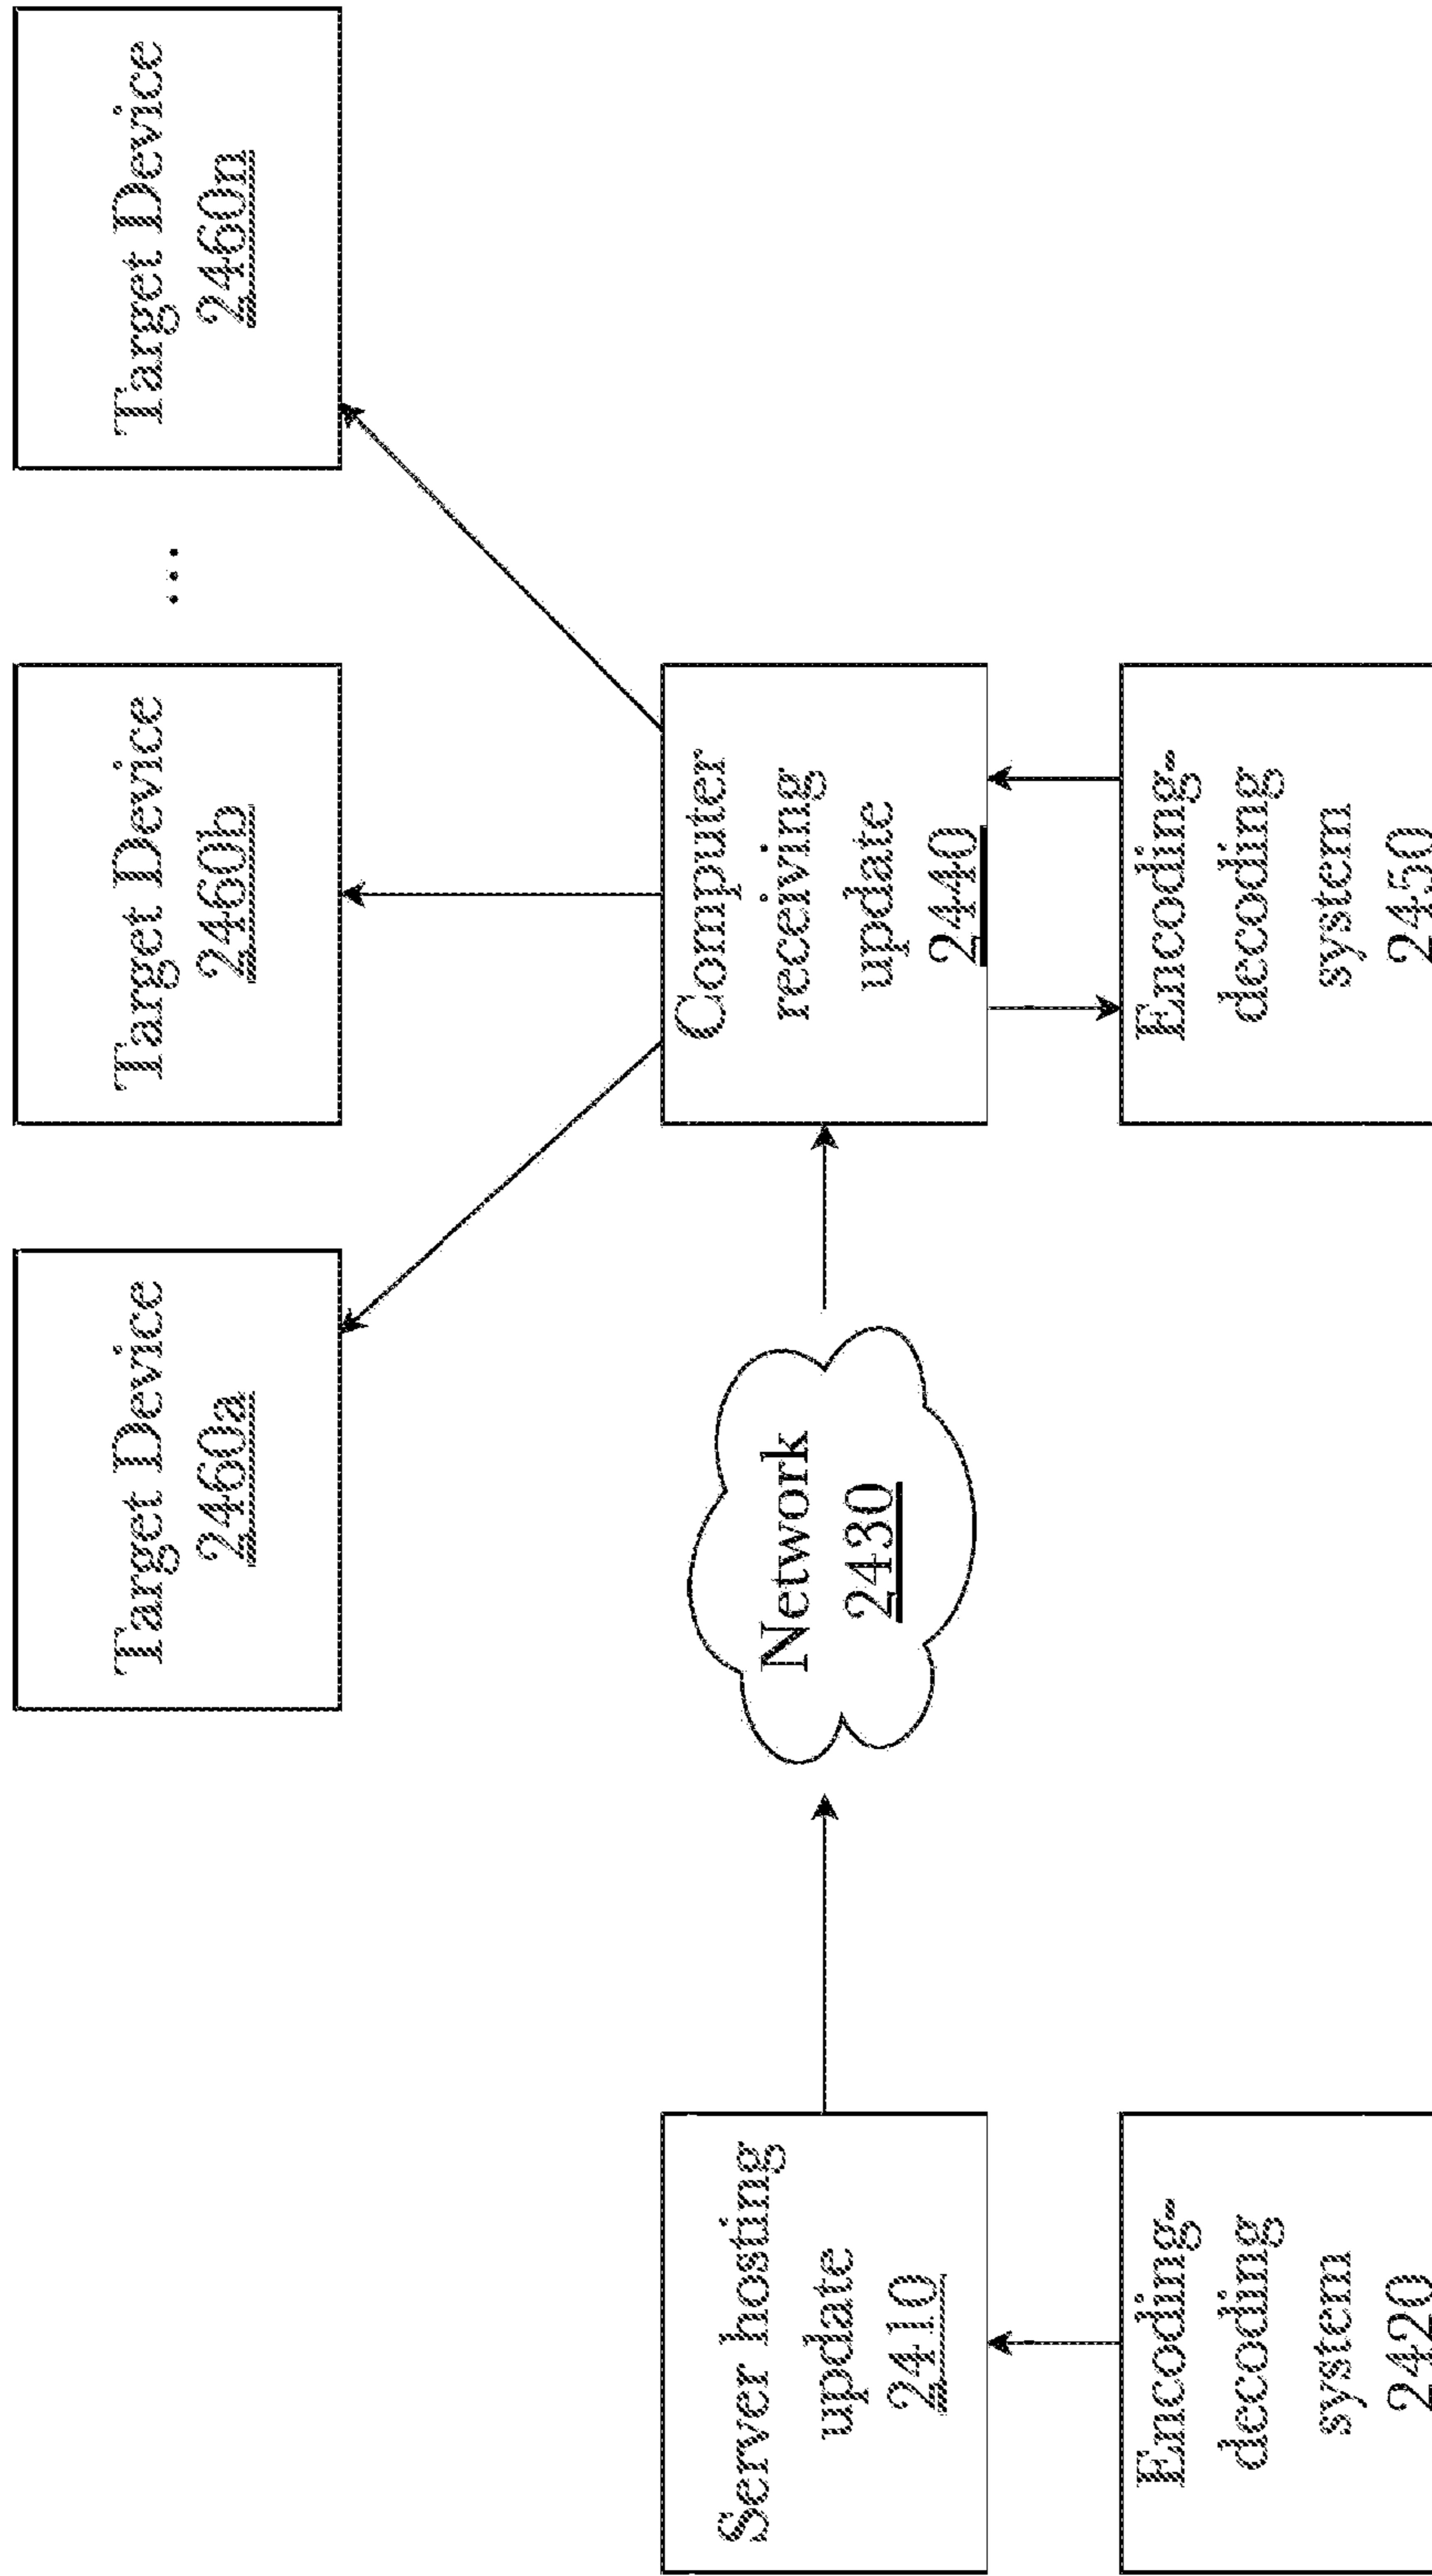 Target Device
2460a
Target Device
2460b
...
Target Device
2460n
Server hosting
update
2410
Network
2430
Computer
receiving
update
2440
Encoding-
decoding
system
2420
Encoding-
decoding
system
2450